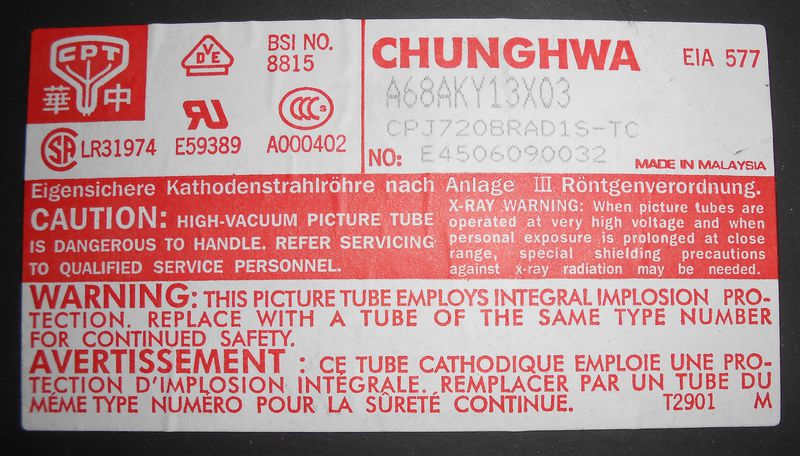 CPT
華 中
DVE
BSI NO.
8815
CHUNGHWA
EIA 577
A68AKY13X03
CPJ720BRAD1S-TC
LR31974 E59389 A000402
NO: E4506090032
MADE IN MALAYSIA
Eigensichere Kathodenstrahlröhre nach Anlage III Röntgenverordnung.
CAUTION: HIGH-VACUUM PICTURE TUBE
IS DANGEROUS TO HANDLE. REFER SERVICING
TO QUALIFIED SERVICE PERSONNEL.
X-RAY WARNING: When picture tubes are
operated at very high voltage and when
personal exposure is prolonged at close
range, special shielding precautions
against x-ray radiation may be needed.
WARNING: THIS PICTURE TUBE EMPLOYS INTEGRAL IMPLOSION PRO-
TECTION. REPLACE WITH A TUBE OF THE SAME TYPE NUMBER
FOR CONTINUED SAFETY.
AVERTISSEMENT : CE TUBE CATHODIQUE EMPLOIE UNE PRO-
TECTION D'IMPLOSION INTÉGRALE. REMPLACER PAR UN TUBE DU
MÉME TYPE NUMÉRO POUR LA SÛRETÉ CONTINUE.
T2901 M